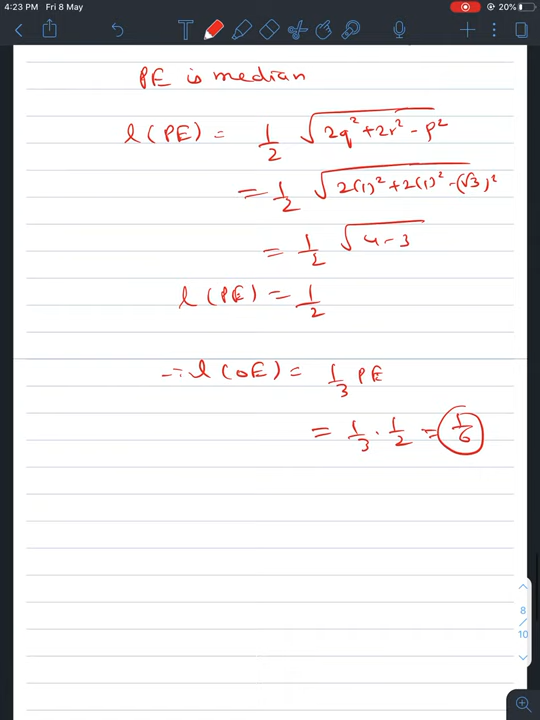 4:23 PM Fri 8 May
20%
T
PE is median
l(PE) = 1/2 √(2q² + 2r² - p²)
= 1/2 √(2(1)² + 2(1)² - (√3)²)
= 1/2 √(4 - 3)
l(PE) = 1/2
∴ l(OE) = 1/3 PE
= 1/3 · 1/2 = 1/6
8
/
10